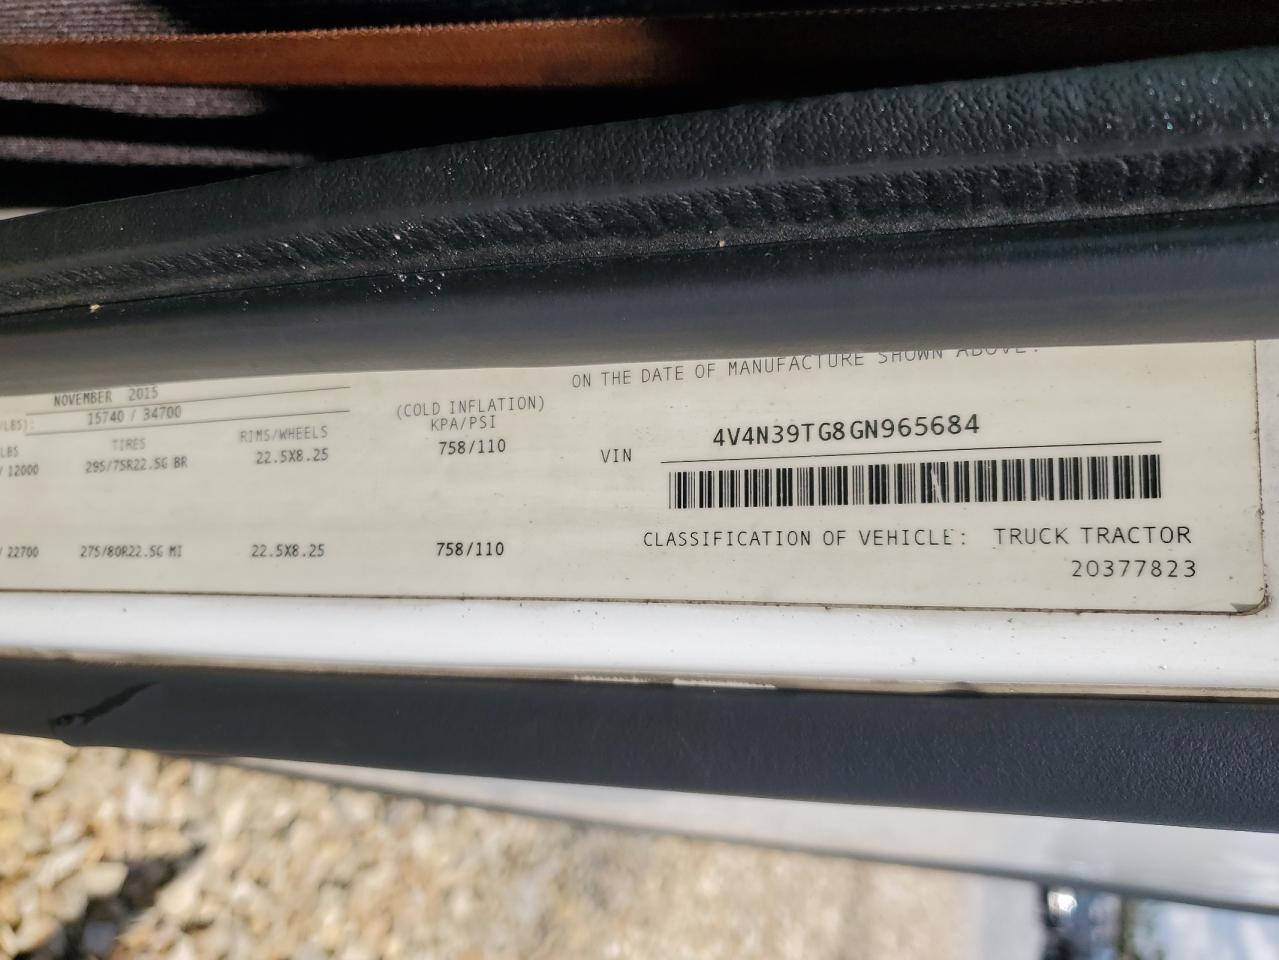 ON THE DATE OF MANUFACTURE SHOWN ABOVE.
NOVEMBER 2015
/LBS): 15740 / 34700
LBS TIRES RIMS/WHEELS (COLD INFLATION) KPA/PSI
/ 12000 295/75R22.5G BR 22.5X8.25 758/110
/ 22700 275/80R22.5G MI 22.5X8.25 758/110
VIN 4V4N39TG8GN965684
CLASSIFICATION OF VEHICLE: TRUCK TRACTOR
20377823